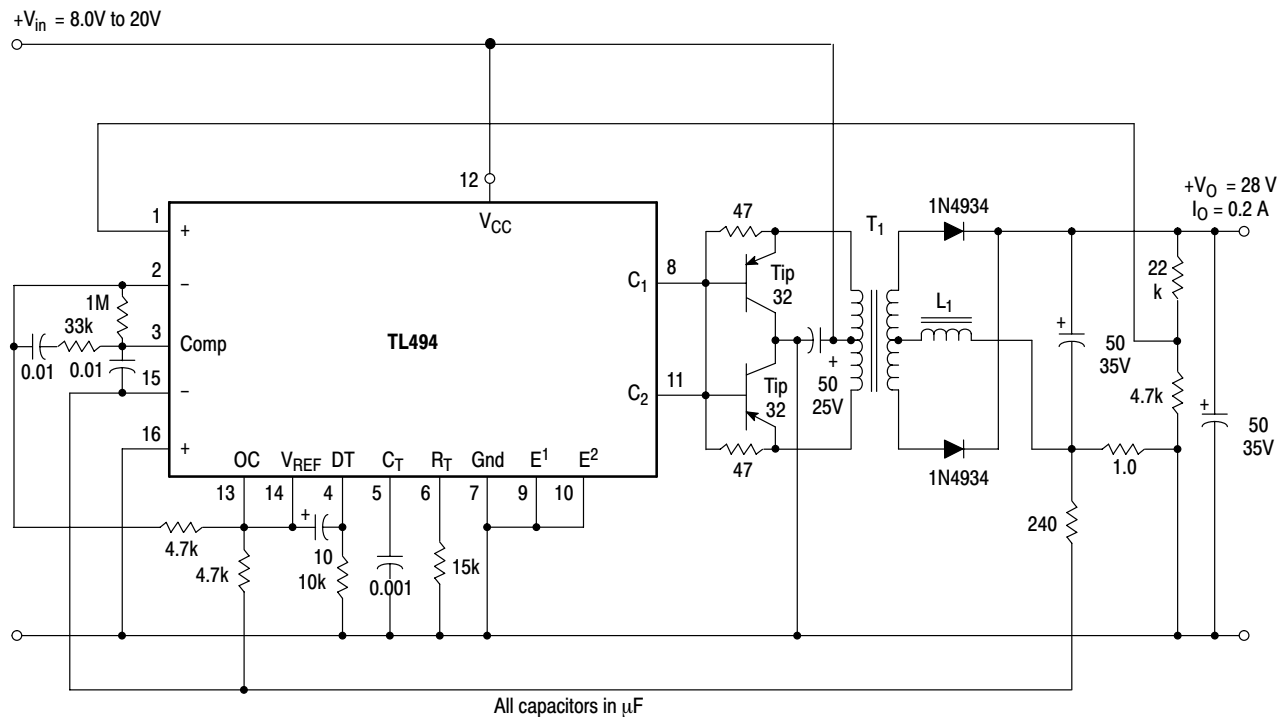 +Vin = 8.0V to 20V
12
VCC
+VO = 28 V
IO = 0.2 A
1N4934
47
T1
1
+
2
−
C1
8
Tip
32
22
k
1M
33k
3
Comp
TL494
L1
+
50
35V
0.01
0.01
15
−
C2
11
Tip
32
+
50
25V
4.7k
+
50
35V
16
+
OC
VREF
DT
CT
RT
Gnd
E1
E2
47
1N4934
1.0
13
14
4
5
6
7
9
10
+
240
4.7k
10
4.7k
10k
0.001
15k
All capacitors in μF